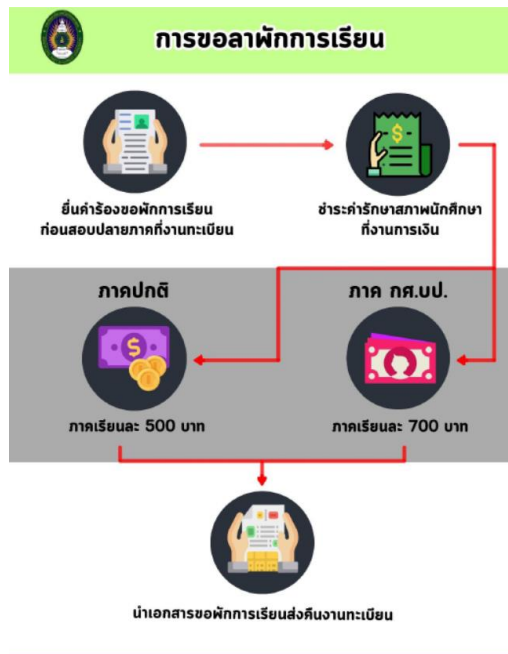 การขอลาพักการเรียน
ยื่นคำร้องขอพักการเรียน
ก่อนสอบปลายภาคที่งานทะเบียน
ชำระค่ารักษาสภาพนักศึกษา
ที่งานการเงิน
ภาคปกติ
ภาค กศ.บป.
ภาคเรียนละ 500 บาท
ภาคเรียนละ 700 บาท
นำเอกสารขอพักการเรียนส่งคืนงานทะเบียน